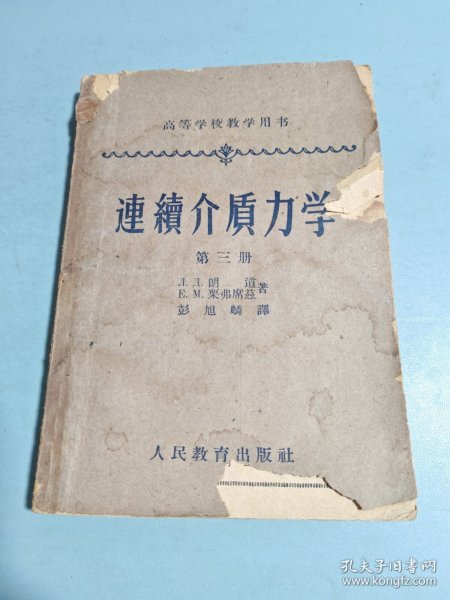 高等学校教学用书
連續介質力学
第三册
Л. Д. 朗道
Е. М. 栗弗席兹 著
彭旭麟譯
人民教育出版社
孔夫子旧书网
www.kongfz.com